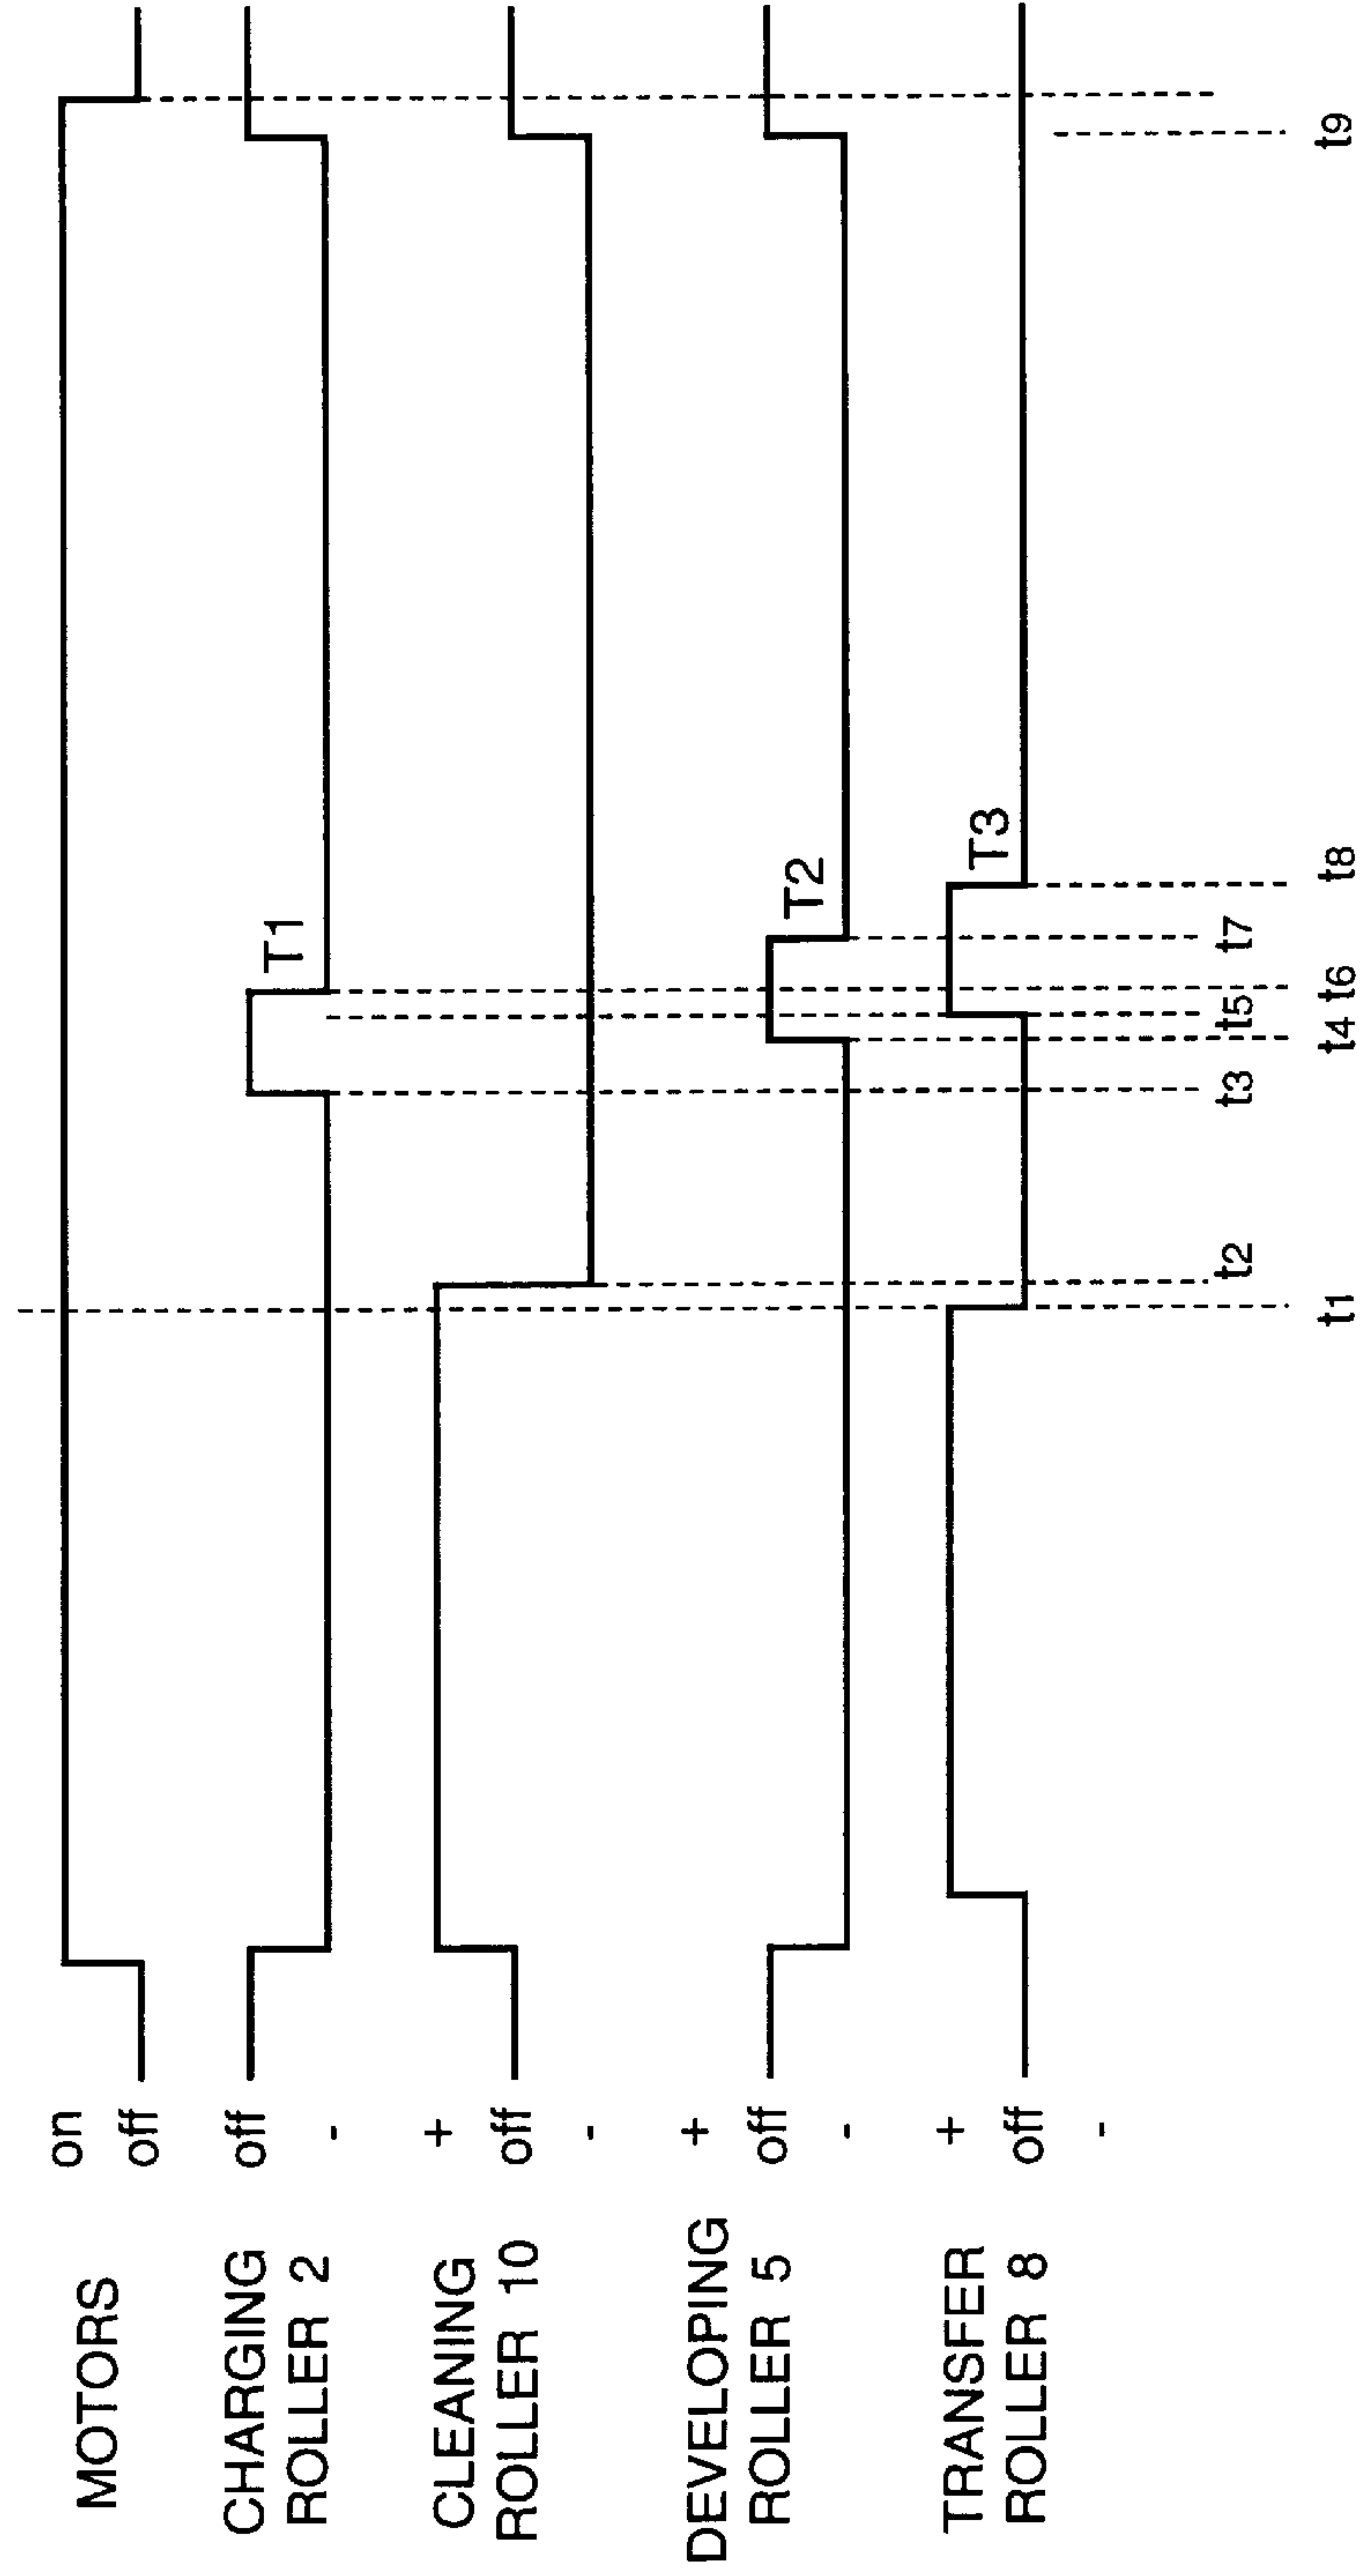 MOTORS
on
off
CHARGING
ROLLER 2
off
-
T1
CLEANING
ROLLER 10
+
off
-
DEVELOPING
ROLLER 5
+
off
-
T2
TRANSFER
ROLLER 8
+
off
-
T3
t1
t2
t3
t4
t5
t6
t7
t8
t9